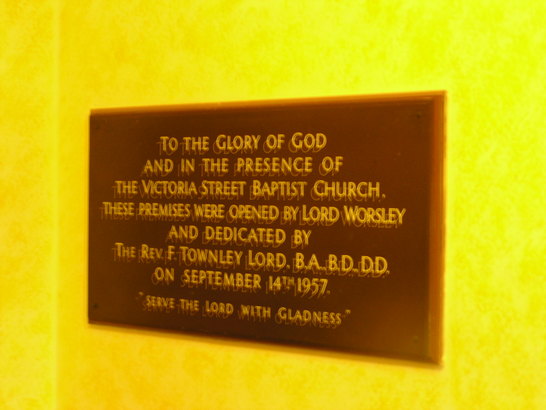 TO THE GLORY OF GOD
AND IN THE PRESENCE OF
THE VICTORIA STREET BAPTIST CHURCH.
THESE PREMISES WERE OPENED BY LORD WORSLEY
AND DEDICATED BY
THE REV. F TOWNLEY LORD. B.A., B.D., D.D.
ON SEPTEMBER 14TH 1957.
"SERVE THE LORD WITH GLADNESS"